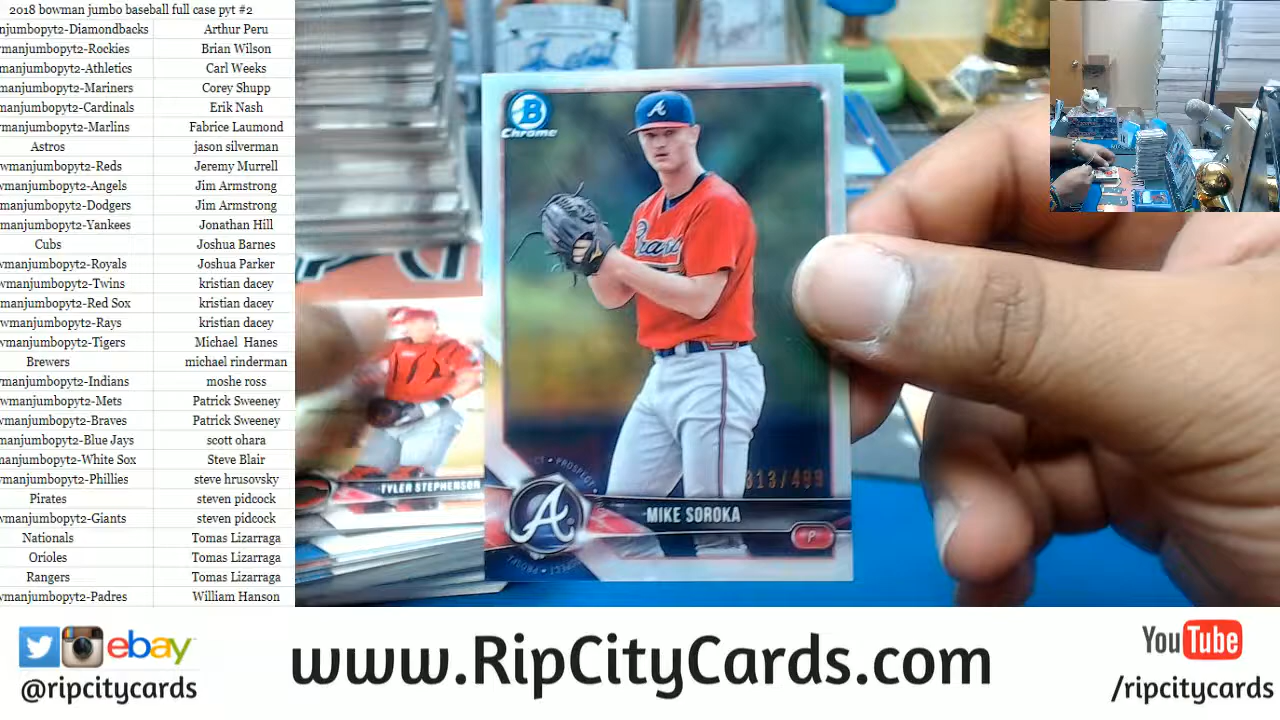 2018 bowman jumbo baseball full case pyt #2
njumbopyt2-Diamondbacks Arthur Peru
wmanjumbopyt2-Rockies Brian Wilson
manjumbopyt2-Athletics Carl Weeks
manjumbopyt2-Mariners Corey Shupp
manjumbopyt2-Cardinals Erik Nash
wmanjumbopyt2-Marlins Fabrice Laumond
Astros jason silverman
owmanjumbopyt2-Reds Jeremy Murrell
wmanjumbopyt2-Angels Jim Armstrong
vmanjumbopyt2-Dodgers Jim Armstrong
vmanjumbopyt2-Yankees Jonathan Hill
Cubs Joshua Barnes
wmanjumbopyt2-Royals Joshua Parker
wmanjumbopyt2-Twins kristian dacey
manjumbopyt2-Red Sox kristian dacey
wmanjumbopyt2-Rays kristian dacey
wmanjumbopyt2-Tigers Michael Hanes
Brewers michael rinderman
wmanjumbopyt2-Indians moshe ross
wmanjumbopyt2-Mets Patrick Sweeney
wmanjumbopyt2-Braves Patrick Sweeney
manjumbopyt2-Blue Jays scott ohara
manjumbopyt2-White Sox Steve Blair
wmanjumbopyt2-Phillies steve hrusovsky
Pirates steven pidcock
wmanjumbopyt2-Giants steven pidcock
Nationals Tomas Lizarraga
Orioles Tomas Lizarraga
Rangers Tomas Lizarraga
wmanjumbopyt2-Padres William Hanson
B
Chrome
Braves
313/499
TYLER STEPHENSON
MIKE SOROKA
A
P
PROSPECT
ebay
@ripcitycards
www.RipCityCards.com
YouTube
/ripcitycards